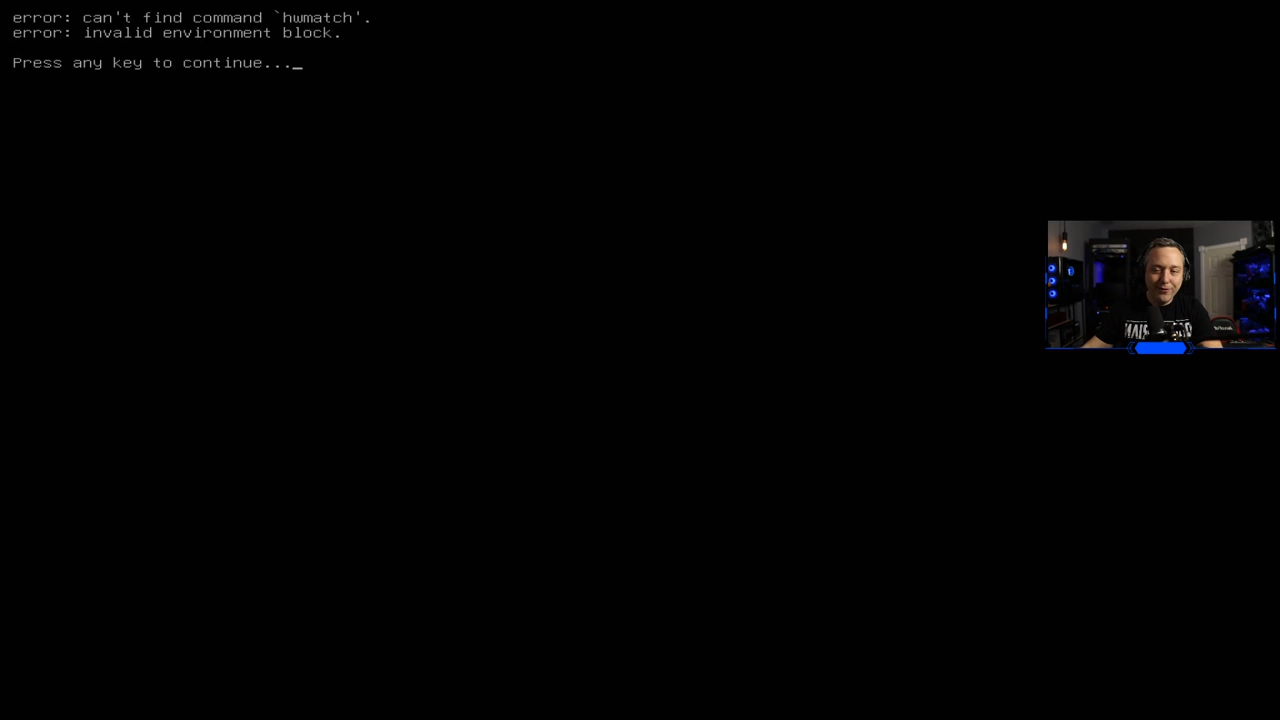 error: can't find command `hwmatch'.
error: invalid environment block.
Press any key to continue..._